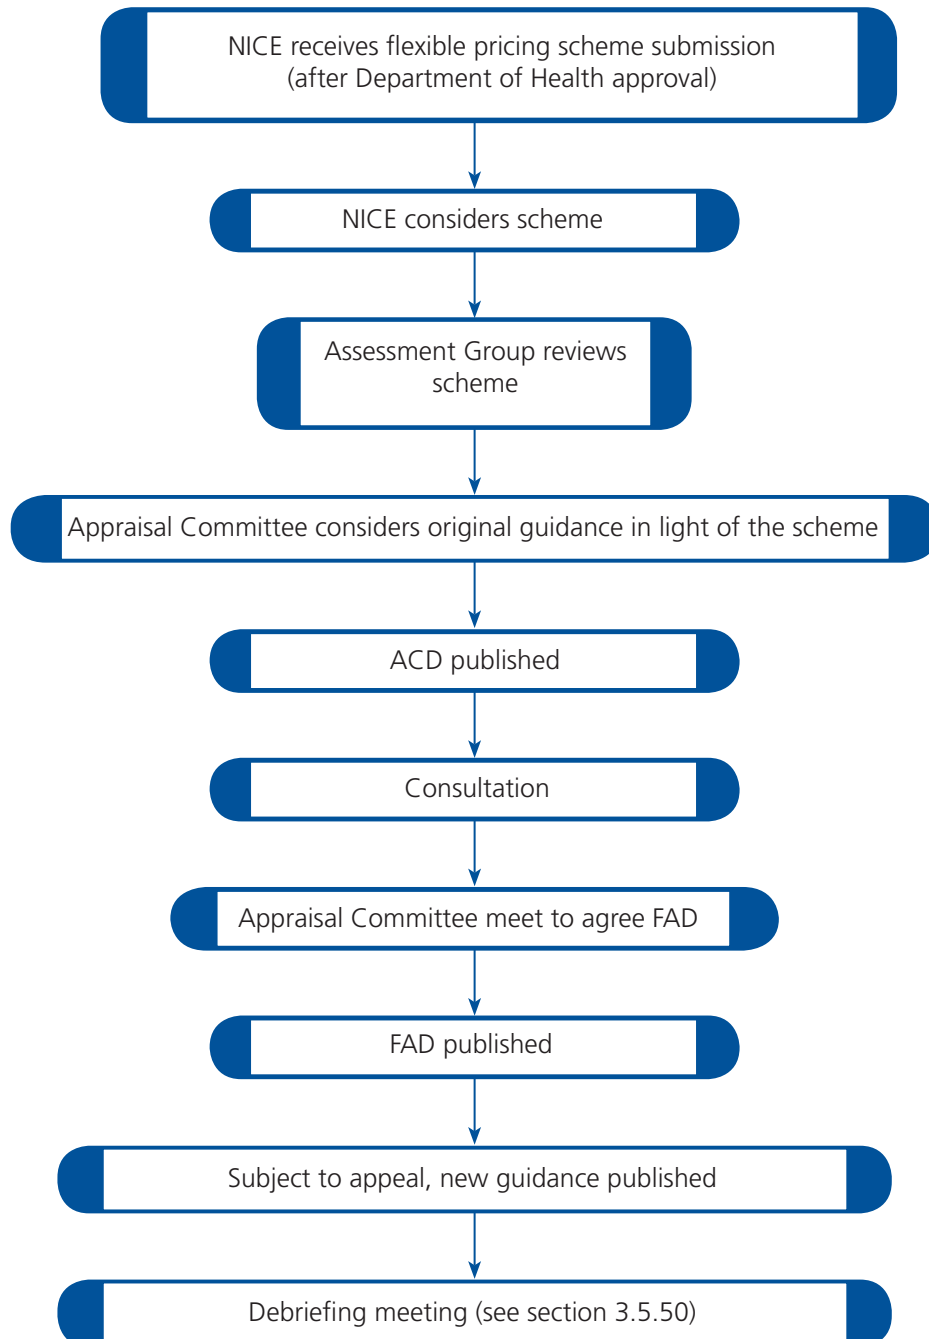 NICE receives flexible pricing scheme submission
(after Department of Health approval)
NICE considers scheme
Assessment Group reviews
scheme
Appraisal Committee considers original guidance in light of the scheme
ACD published
Consultation
Appraisal Committee meet to agree FAD
FAD published
Subject to appeal, new guidance published
Debriefing meeting (see section 3.5.50)